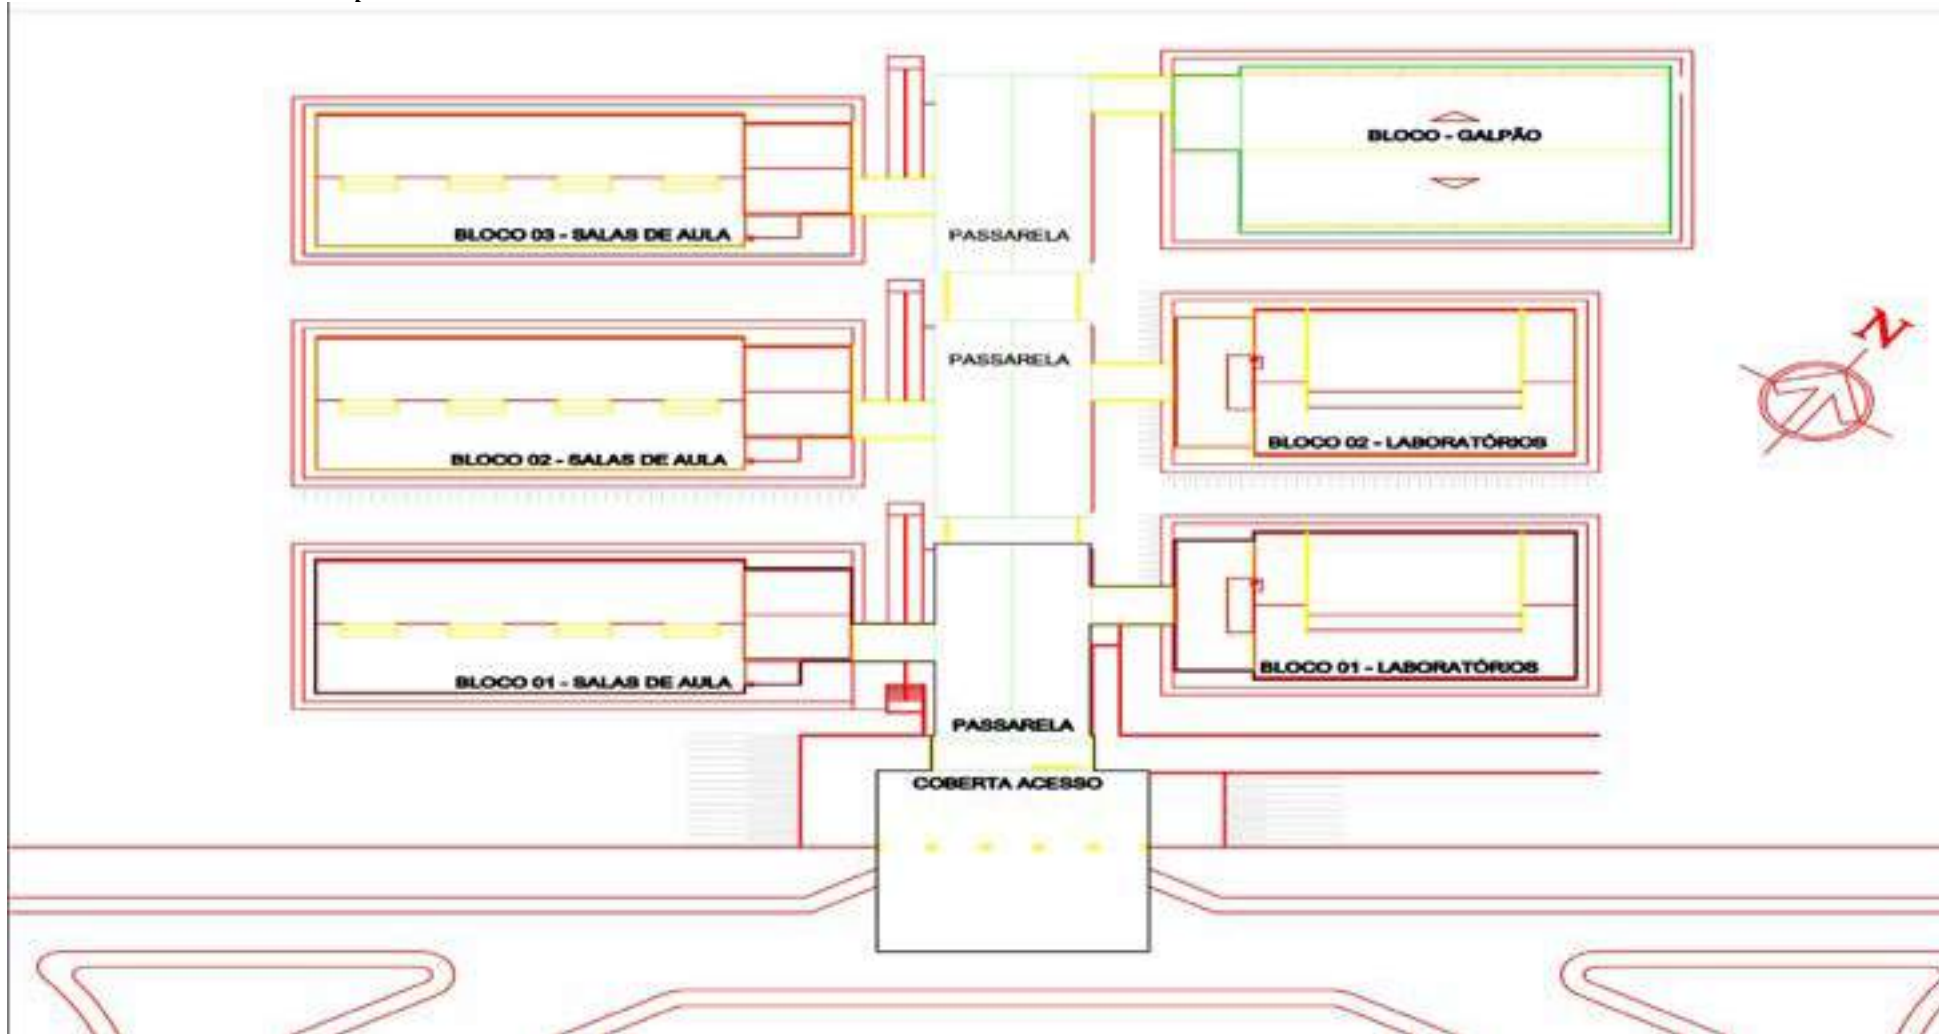 BLOCO - GALPÃO
BLOCO 03 - SALAS DE AULA
PASSARELA
N
PASSARELA
BLOCO 02 - SALAS DE AULA
BLOCO 02 - LABORATÓRIOS
BLOCO 01 - SALAS DE AULA
BLOCO 01 - LABORATÓRIOS
PASSARELA
COBERTA ACESSO